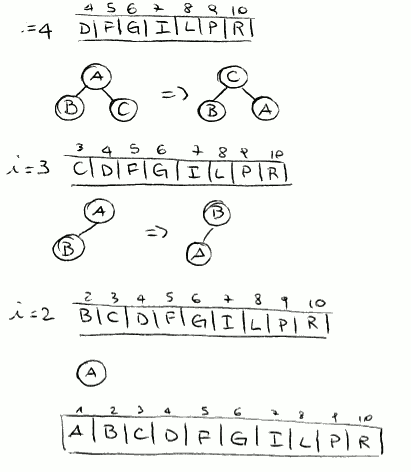 4 5 6 7 8 9 10
i=4 D|F|G|I|L|P|R|
A C
B C => B A
3 4 5 6 7 8 9 10
i=3 C|D|F|G|I|L|P|R|
A B
B => A
2 3 4 5 6 7 8 9 10
i=2 B|C|D|F|G|I|L|P|R|
A
1 2 3 4 5 6 7 8 9 10
A|B|C|D|F|G|I|L|P|R